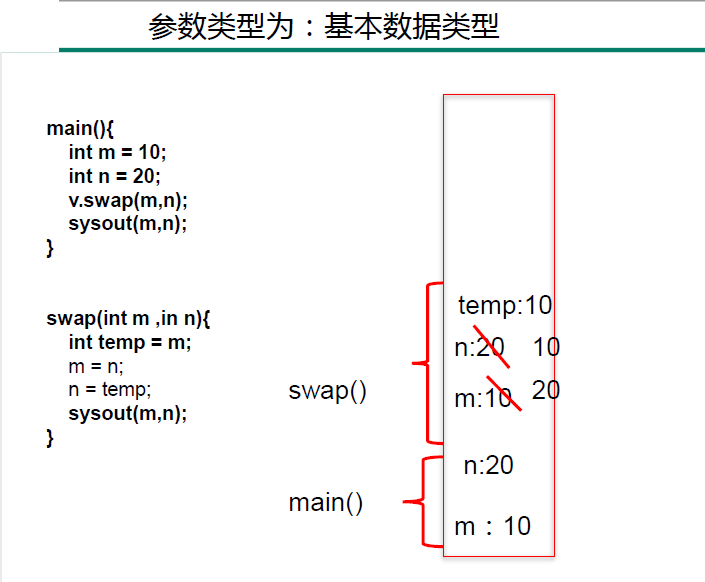 参数类型为：基本数据类型
main(){
int m = 10;
int n = 20;
v.swap(m,n);
sysout(m,n);
}
swap(int m ,in n){
int temp = m;
m = n;
n = temp;
sysout(m,n);
}
temp:10
n:20 10
swap()
m:10 20
n:20
main()
m：10